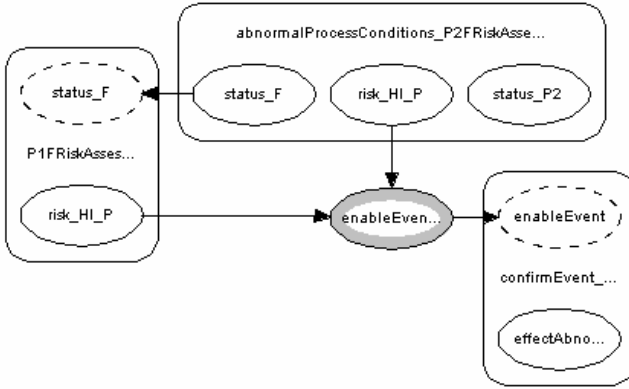 abnormalProcessConditions_P2FRiskAsse...
status_F
status_F
risk_HI_P
status_P2
P1FRiskAsses...
risk_HI_P
enableEven...
enableEvent
confirmEvent_...
effectAbno...